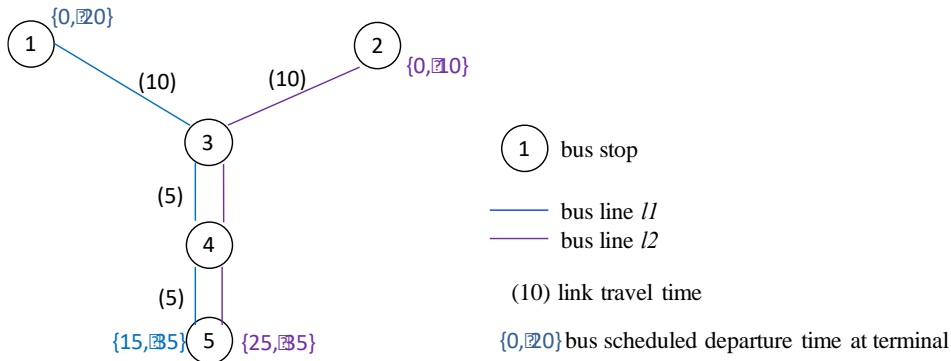 {0,⍰20}
1
2
{0,⍰10}
(10)
(10)
3
1 bus stop
(5)
bus line l1
4
bus line l2
(5)
(10) link travel time
{15,⍰35} 5 {25,⍰35}
{0,⍰20} bus scheduled departure time at terminal